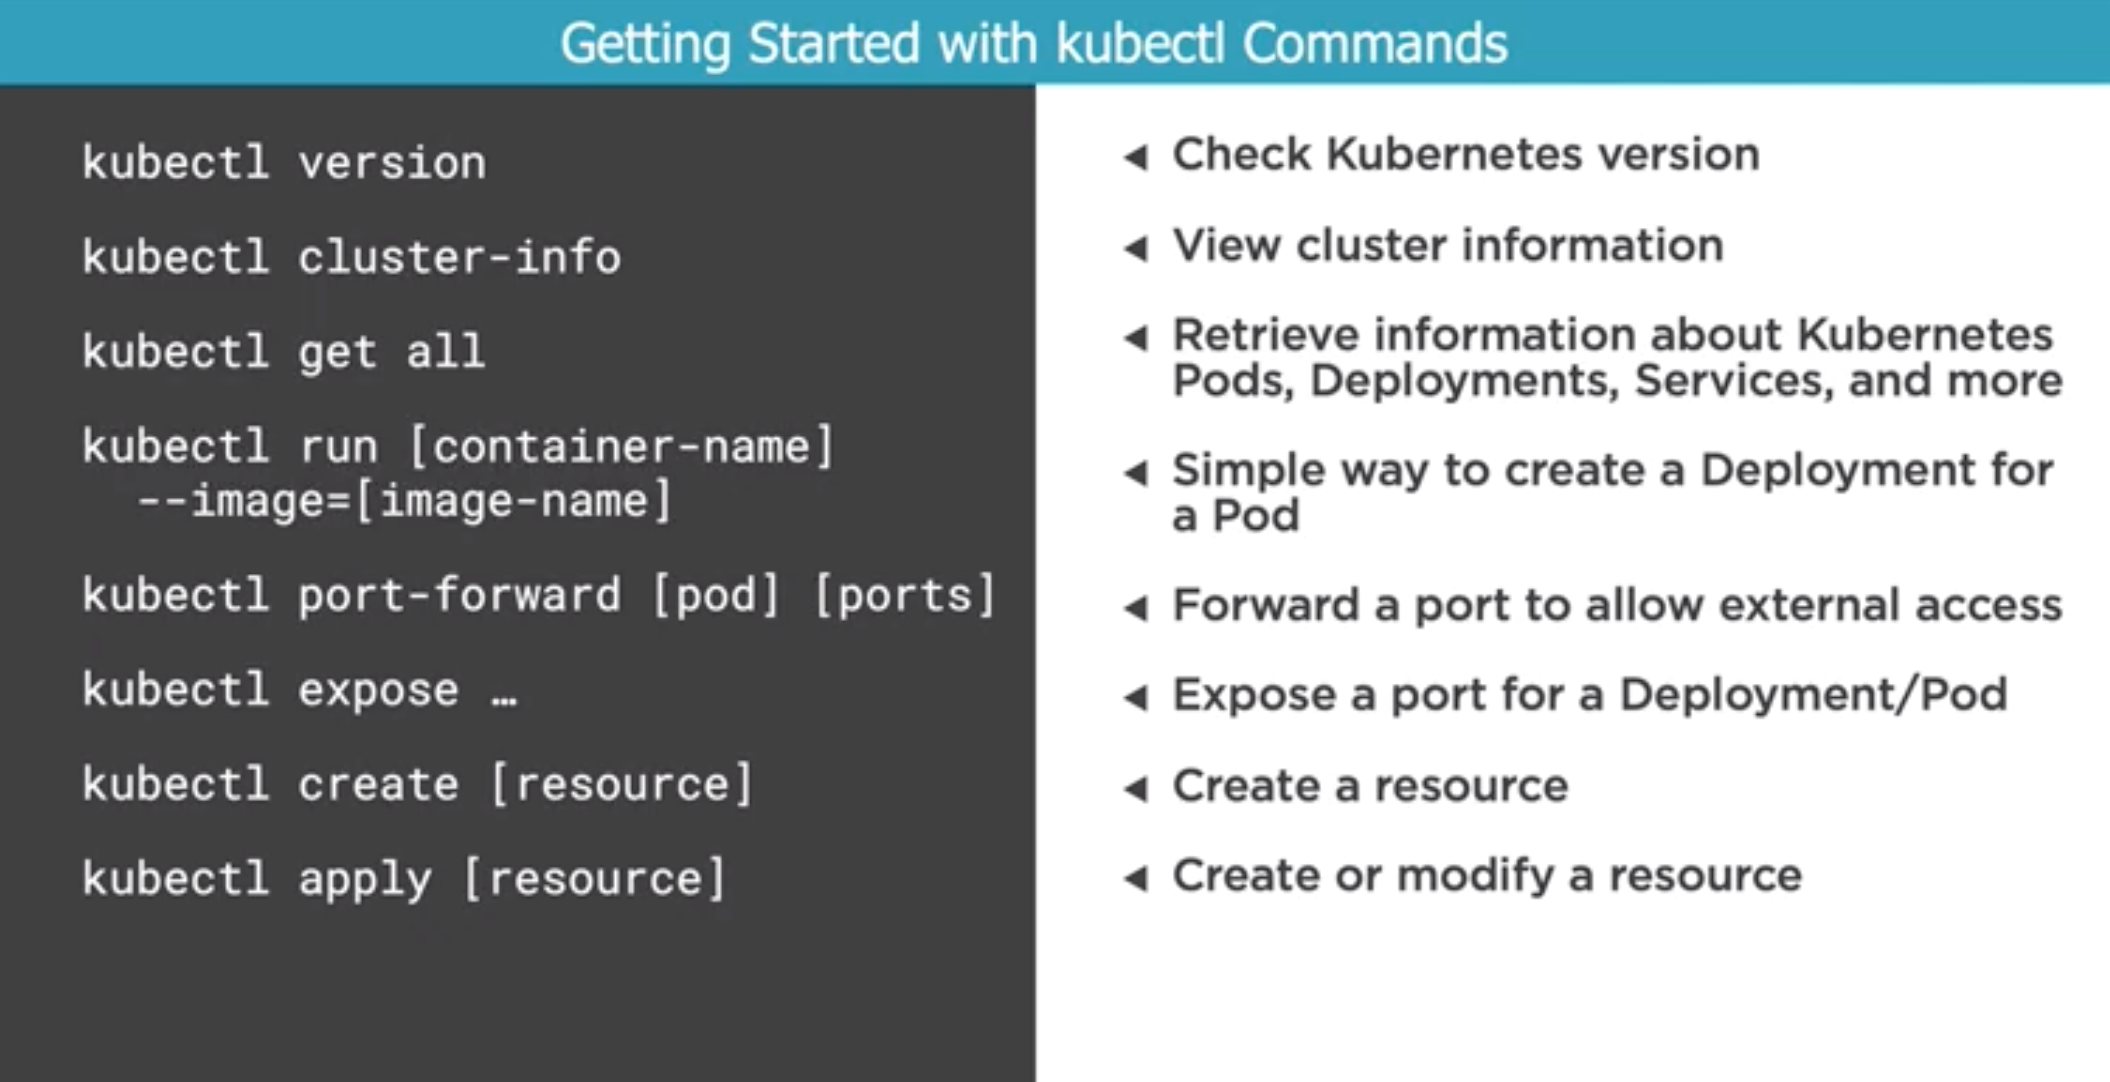 Getting Started with kubectl Commands
kubectl version
kubectl cluster-info
kubectl get all
kubectl run [container-name]
--image=[image-name]
kubectl port-forward [pod] [ports]
kubectl expose …
kubectl create [resource]
kubectl apply [resource]
◀ Check Kubernetes version
◀ View cluster information
◀ Retrieve information about Kubernetes
Pods, Deployments, Services, and more
◀ Simple way to create a Deployment for
a Pod
◀ Forward a port to allow external access
◀ Expose a port for a Deployment/Pod
◀ Create a resource
◀ Create or modify a resource